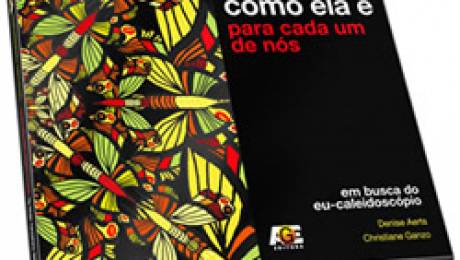 como ela é
para cada um
de nós
em busca do
eu-caleidoscópio
Denise Aerts
Christiane Ganzo
AGE
EDITORA